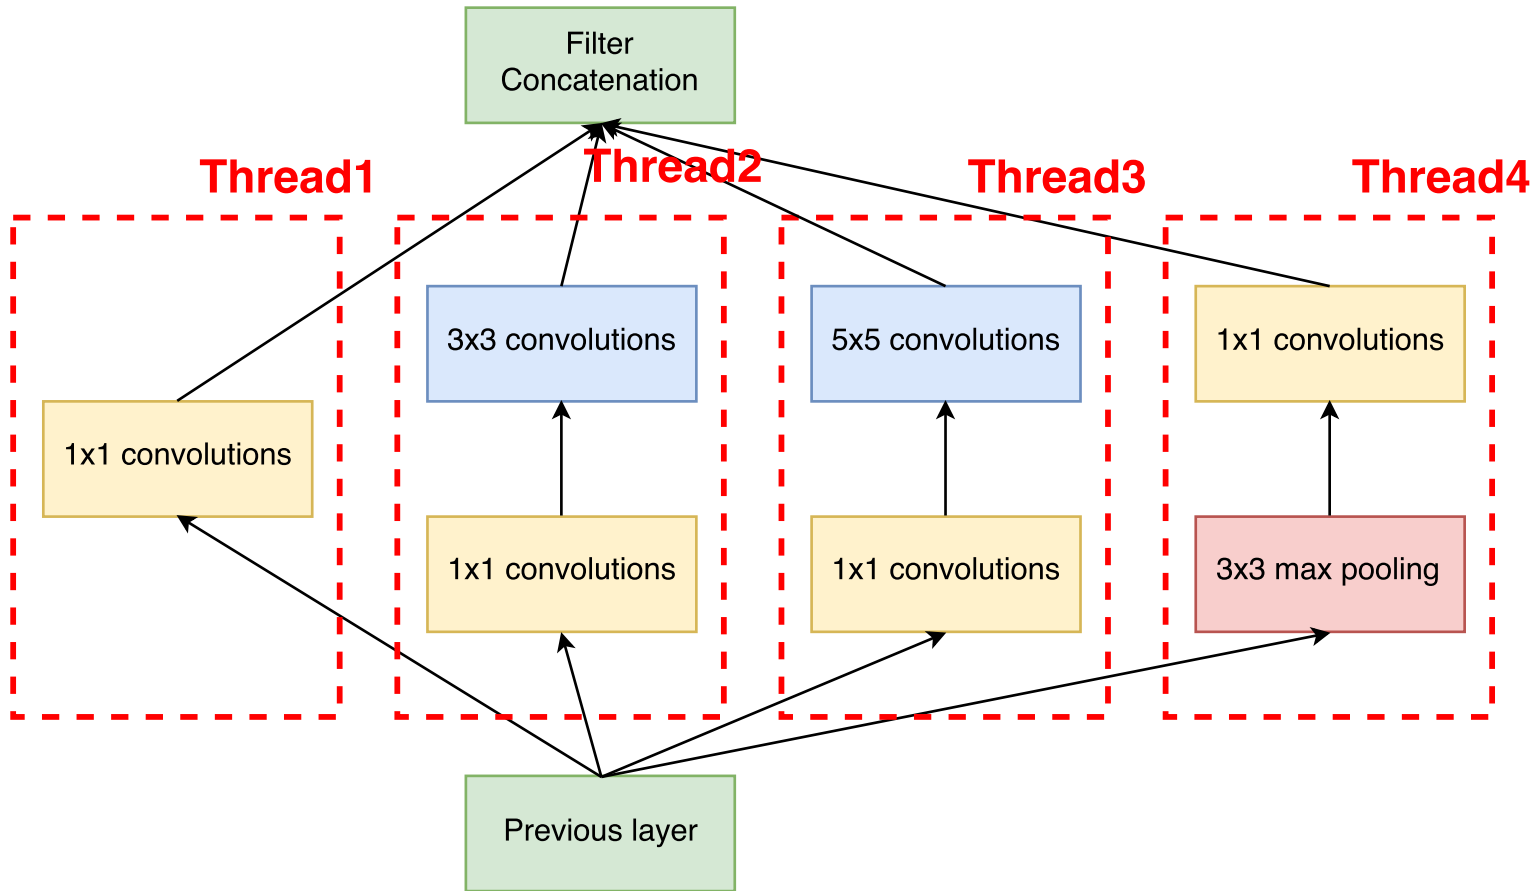 Filter
Concatenation
Thread1
Thread2
Thread3
Thread4
3x3 convolutions
5x5 convolutions
1x1 convolutions
1x1 convolutions
1x1 convolutions
1x1 convolutions
3x3 max pooling
Previous layer